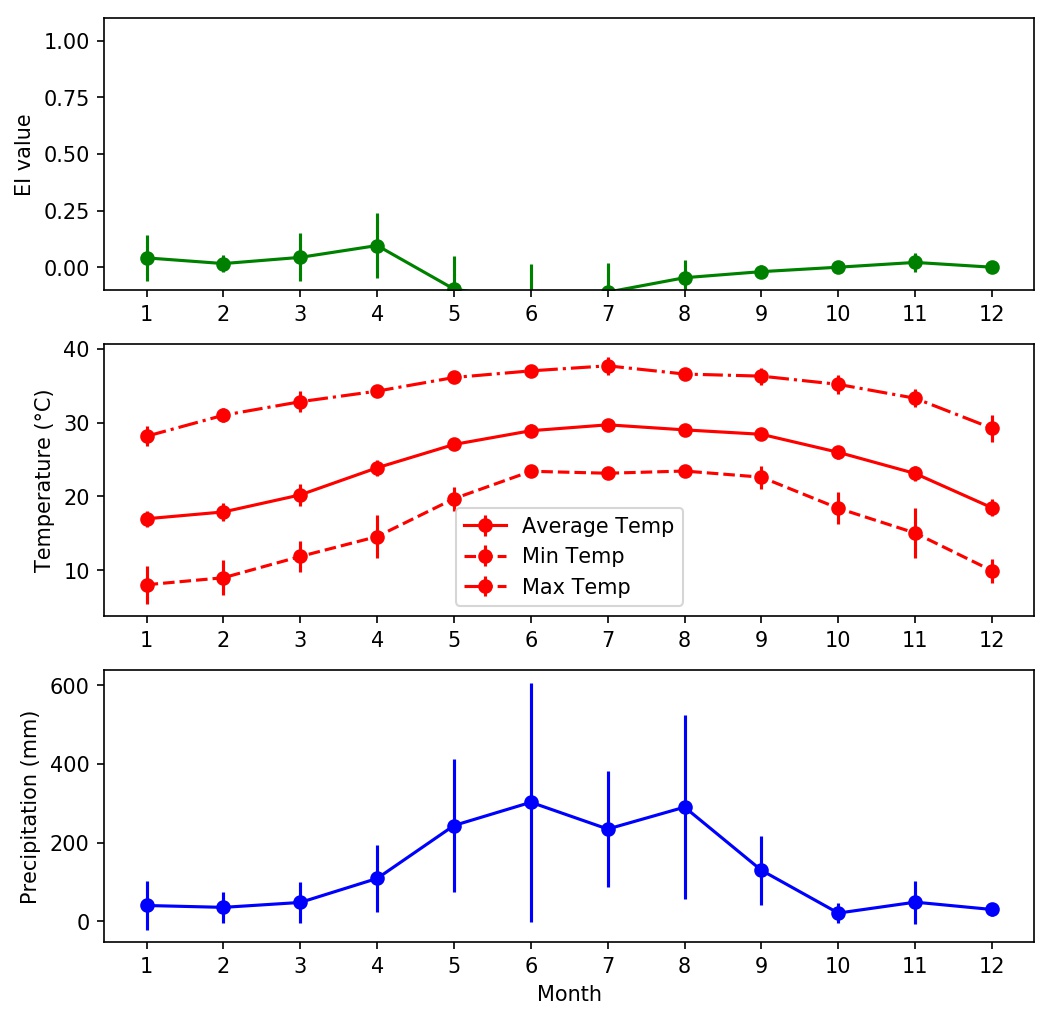 EI value
1.00
0.75
0.50
0.25
0.00
1 2 3 4 5 6 7 8 9 10 11 12
Temperature (°C)
40
30
20
10
Average Temp
Min Temp
Max Temp
1 2 3 4 5 6 7 8 9 10 11 12
Precipitation (mm)
600
400
200
0
1 2 3 4 5 6 7 8 9 10 11 12
Month